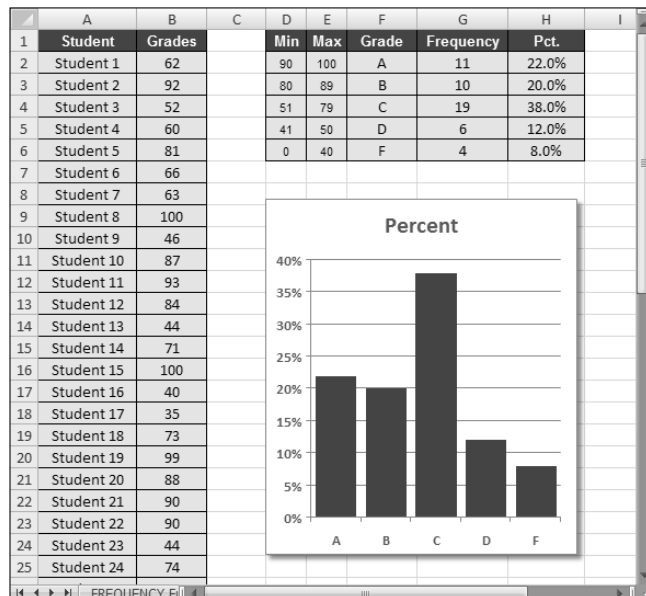 A B C D E F G H I
1 Student Grades Min Max Grade Frequency Pct.
2 Student 1 62 90 100 A 11 22.0%
3 Student 2 92 80 89 B 10 20.0%
4 Student 3 52 51 79 C 19 38.0%
5 Student 4 60 41 50 D 6 12.0%
6 Student 5 81 0 40 F 4 8.0%
7 Student 6 66
8 Student 7 63
9 Student 8 100
10 Student 9 46
11 Student 10 87
12 Student 11 93
13 Student 12 84
14 Student 13 44
15 Student 14 71
16 Student 15 100
17 Student 16 40
18 Student 17 35
19 Student 18 73
20 Student 19 99
21 Student 20 88
22 Student 21 90
23 Student 22 90
24 Student 23 44
25 Student 24 74
Percent
40%
35%
30%
25%
20%
15%
10%
5%
0%
A B C D F
FREQUENCY